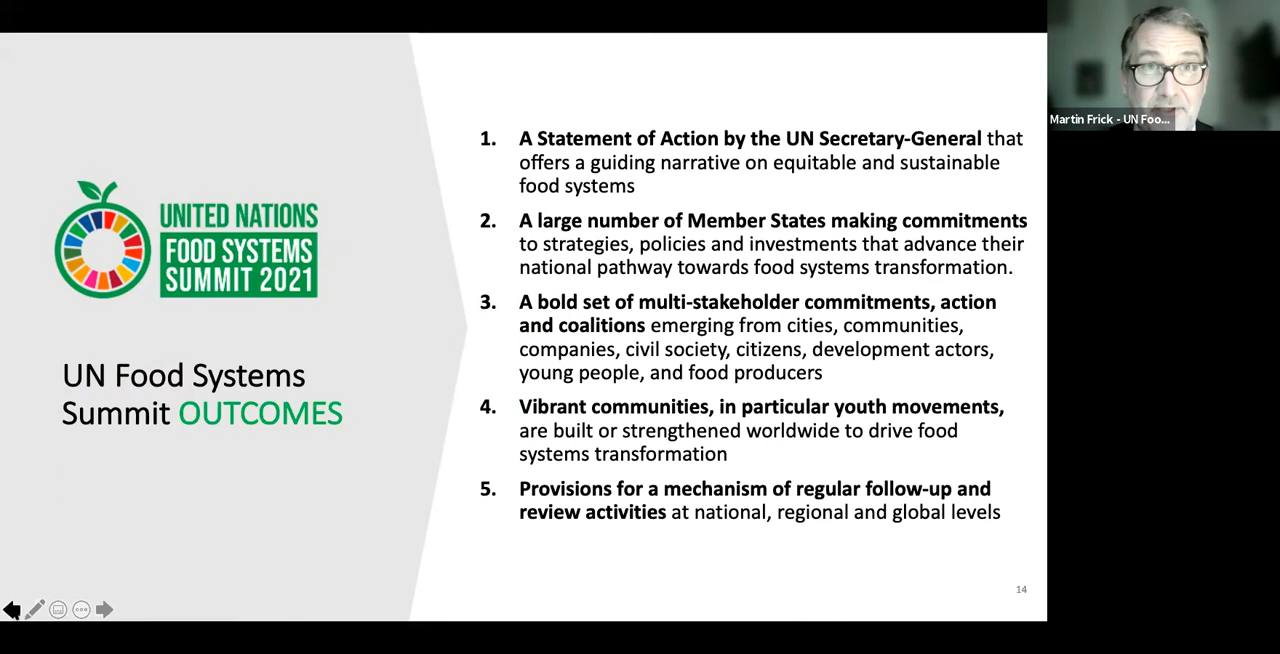 UNITED NATIONS
FOOD SYSTEMS
SUMMIT 2021
UN Food Systems
Summit OUTCOMES
1. A Statement of Action by the UN Secretary-General that
offers a guiding narrative on equitable and sustainable
food systems
2. A large number of Member States making commitments
to strategies, policies and investments that advance their
national pathway towards food systems transformation.
3. A bold set of multi-stakeholder commitments, action
and coalitions emerging from cities, communities,
companies, civil society, citizens, development actors,
young people, and food producers
4. Vibrant communities, in particular youth movements,
are built or strengthened worldwide to drive food
systems transformation
5. Provisions for a mechanism of regular follow-up and
review activities at national, regional and global levels
14
Martin Frick - UN Foo...